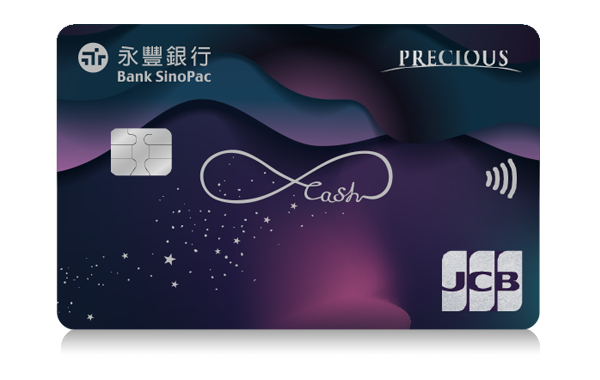 永豐銀行
Bank SinoPac
PRECIOUS
Cash
JCB